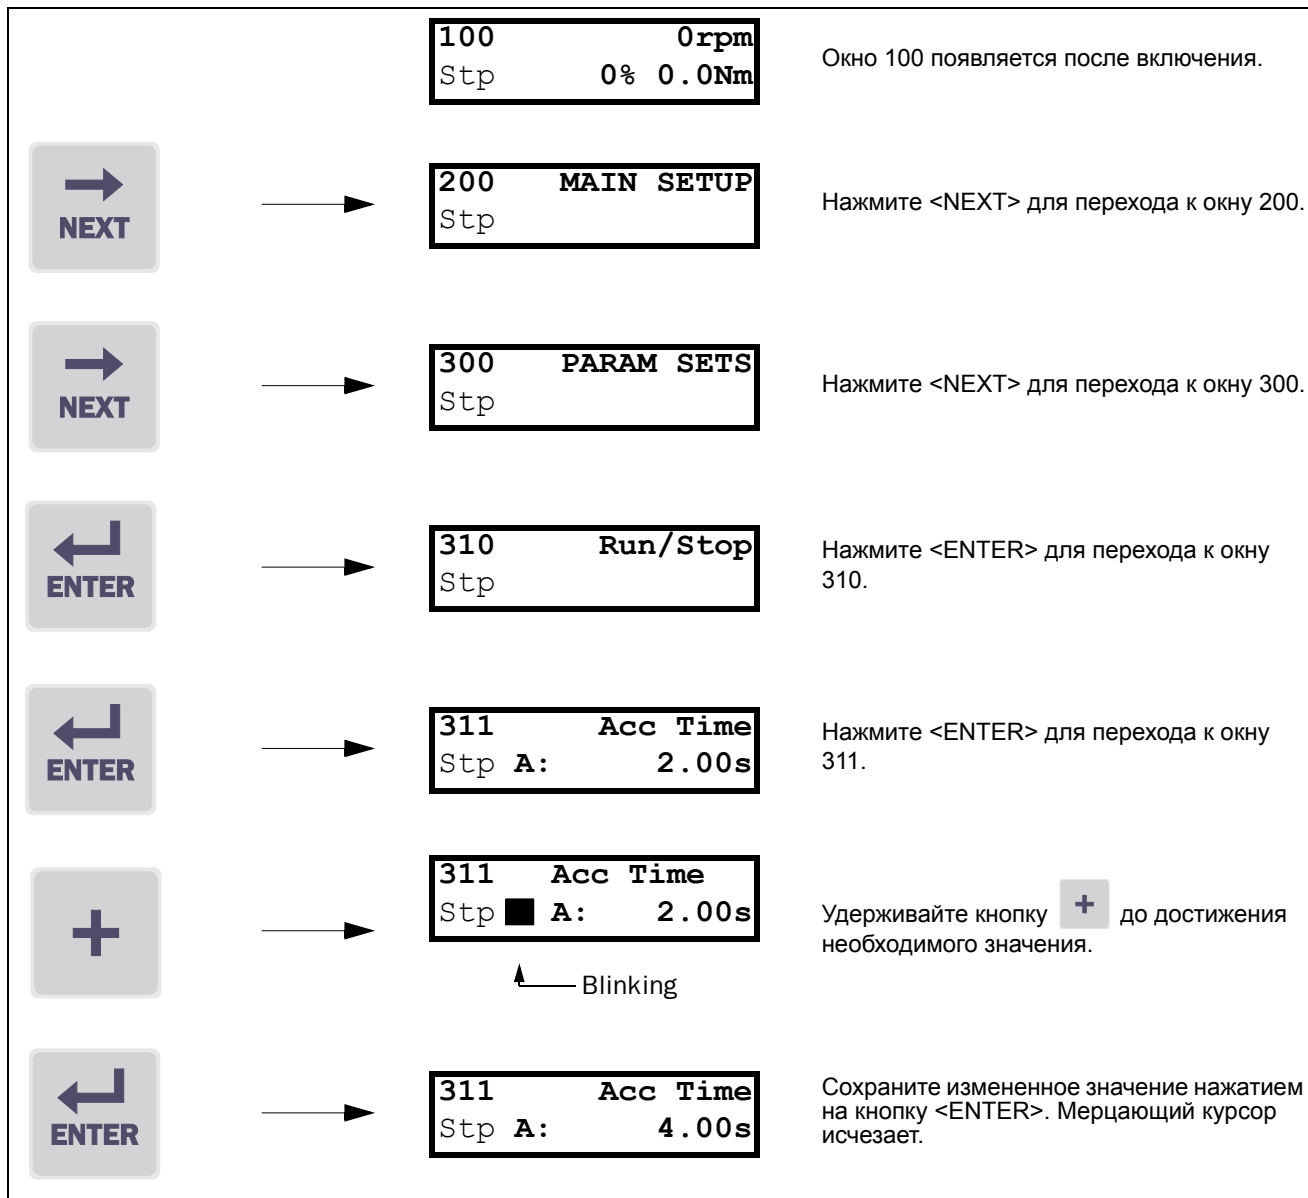 100 0rpm
Stp 0% 0.0Nm
Окно 100 появляется после включения.
NEXT
200 MAIN SETUP
Stp
Нажмите <NEXT> для перехода к окну 200.
NEXT
300 PARAM SETS
Stp
Нажмите <NEXT> для перехода к окну 300.
ENTER
310 Run/Stop
Stp
Нажмите <ENTER> для перехода к окну
310.
ENTER
311 Acc Time
Stp A: 2.00s
Нажмите <ENTER> для перехода к окну
311.
+
311 Acc Time
Stp A: 2.00s
Blinking
Удерживайте кнопку + до достижения
необходимого значения.
ENTER
311 Acc Time
Stp A: 4.00s
Сохраните измененное значение нажатием
на кнопку <ENTER>. Мерцающий курсор
исчезает.